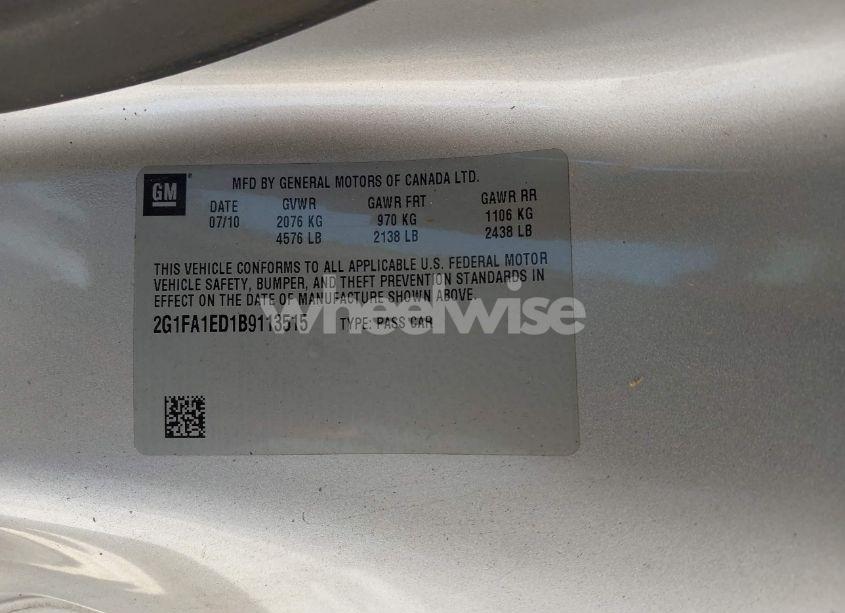 GM
MFD BY GENERAL MOTORS OF CANADA LTD.
DATE GVWR GAWR FRT GAWR RR
07/10 2076 KG 970 KG 1106 KG
4576 LB 2138 LB 2438 LB
THIS VEHICLE CONFORMS TO ALL APPLICABLE U.S. FEDERAL MOTOR
VEHICLE SAFETY, BUMPER, AND THEFT PREVENTION STANDARDS IN
EFFECT ON THE DATE OF MANUFACTURE SHOWN ABOVE.
2G1FA1ED1B9113515 TYPE: PASS CAR
wheelwise